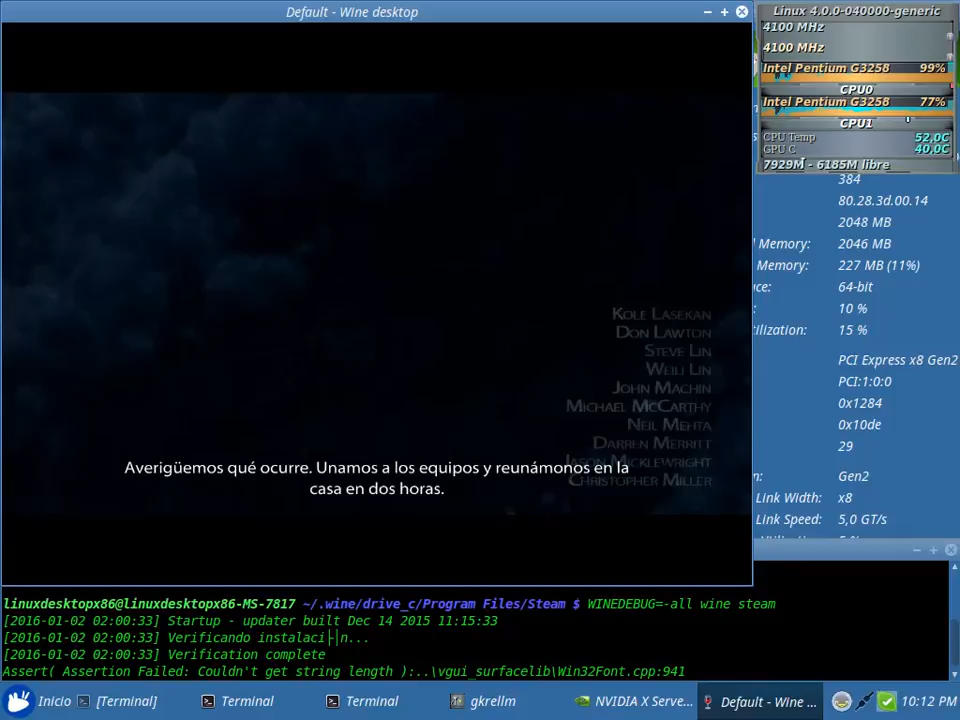 Default - Wine desktop
Linux 4.0.0-040000-generic
4100 MHz
4100 MHz
Intel Pentium G3258 99%
CPU0
Intel Pentium G3258 77%
CPU1
CPU Temp 52.0C
GPU C 40.0C
7929M - 6185M libre
384
80.28.3d.00.14
2048 MB
Memory: 2046 MB
Memory: 227 MB (11%)
ce: 64-bit
: 10 %
ilization: 15 %
PCI Express x8 Gen2
PCI:1:0:0
0x1284
0x10de
29
n: Gen2
Link Width: x8
Link Speed: 5,0 GT/s
Kole Lasekan
Don Lawton
Steve Lin
Weili Lin
John Machin
Michael McCarthy
Neil Mehta
Darren Merritt
Jason Micklewright
Christopher Miller
Averigüemos qué ocurre. Unamos a los equipos y reunámonos en la
casa en dos horas.
linuxdesktopx86@linuxdesktopx86-MS-7817 ~/.wine/drive_c/Program Files/Steam $ WINEDEBUG=-all wine steam
[2016-01-02 02:00:33] Startup - updater built Dec 14 2015 11:15:33
[2016-01-02 02:00:33] Verificando instalaci├│n...
[2016-01-02 02:00:33] Verification complete
Assert( Assertion Failed: Couldn't get string length ):..\vgui_surfacelib\Win32Font.cpp:941
Inicio [Terminal] Terminal Terminal gkrellm NVIDIA X Serve... Default - Wine ... 10:12 PM